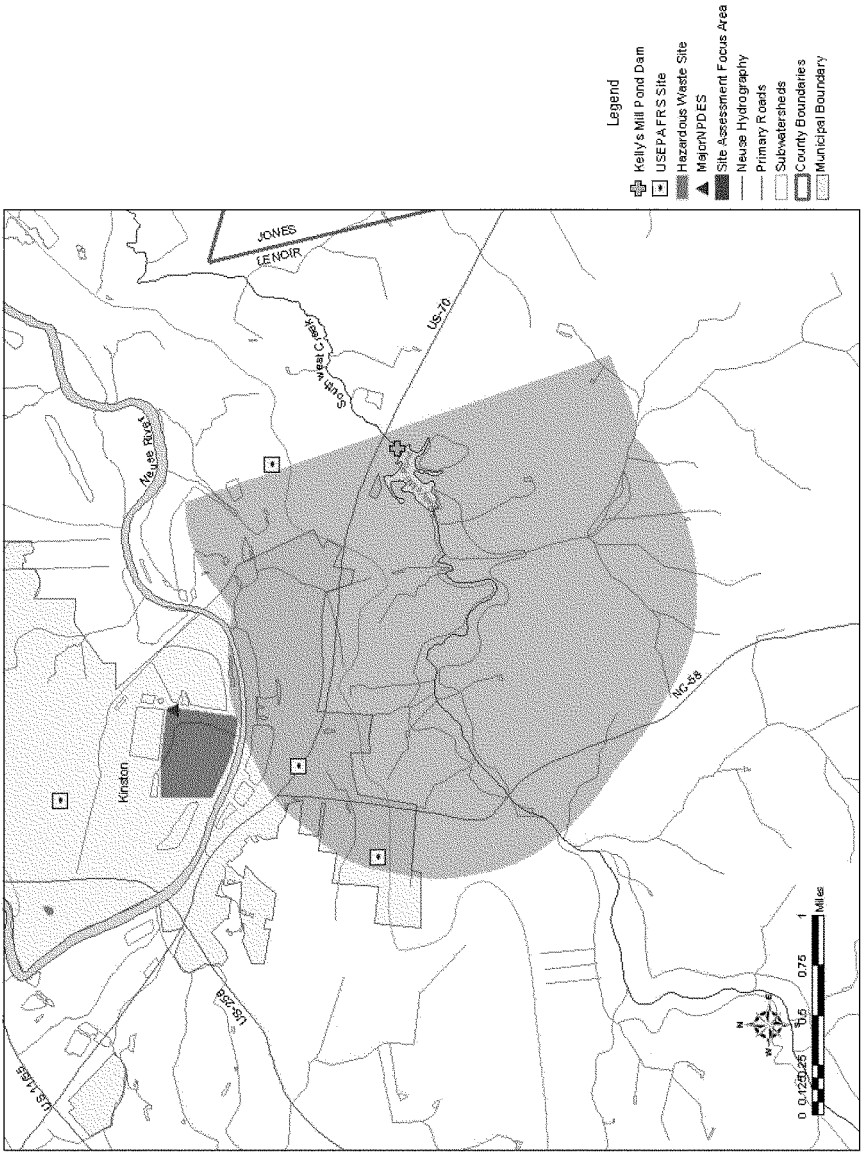 Legend
Kelly's Mill Pond Dam
USEPA FRS Site
Hazardous Waste Site
Major NPDES
Site Assessment Focus Area
Neuse Hydrography
Primary Roads
Subwatersheds
County Boundaries
Municipal Boundary
JONES
LENOIR
Neuse River
Southwest Creek
US-70
Kinston
NC-58
US-258
N
W
E
S
0 0.125 0.25 0.5 0.75 1
Miles